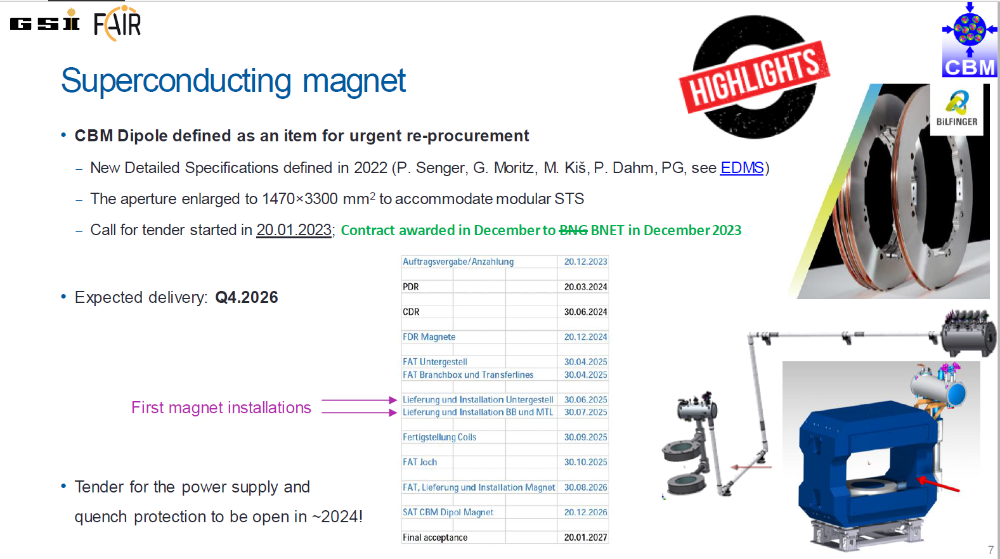 GSI FAIR
HIGHLIGHTS
CBM
BILFINGER
Superconducting magnet
• CBM Dipole defined as an item for urgent re-procurement
– New Detailed Specifications defined in 2022 (P. Senger, G. Moritz, M. Kiš, P. Dahm, PG, see EDMS)
– The aperture enlarged to 1470×3300 mm² to accommodate modular STS
– Call for tender started in 20.01.2023; Contract awarded in December to BNG BNET in December 2023
• Expected delivery: Q4.2026
First magnet installations
• Tender for the power supply and
quench protection to be open in ~2024!
Auftragsvergabe/Anzahlung 20.12.2023
PDR 20.03.2024
CDR 30.06.2024
FDR Magnete 20.12.2024
FAT Untergestell 30.04.2025
FAT Branchbox und Transferlines 30.04.2025
Lieferung und Installation Untergestell 30.06.2025
Lieferung und Installation BB und MTL 30.07.2025
Fertigstellung Coils 30.09.2025
FAT Joch 30.10.2025
FAT, Lieferung und Installation Magnet 30.08.2026
SAT CBM Dipol Magnet 20.12.2026
Final acceptance 20.01.2027
7